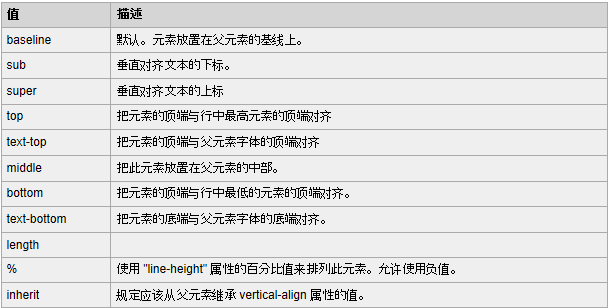 值 描述
baseline 默认。元素放置在父元素的基线上。
sub 垂直对齐文本的下标。
super 垂直对齐文本的上标
top 把元素的顶端与行中最高元素的顶端对齐
text-top 把元素的顶端与父元素字体的顶端对齐
middle 把此元素放置在父元素的中部。
bottom 把元素的顶端与行中最低的元素的顶端对齐。
text-bottom 把元素的底端与父元素字体的底端对齐。
length
% 使用 "line-height" 属性的百分比值来排列此元素。允许使用负值。
inherit 规定应该从父元素继承 vertical-align 属性的值。